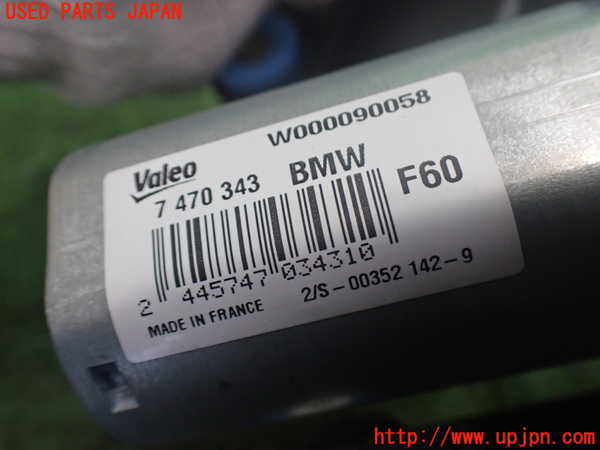 USED PARTS JAPAN
W000090058
Valeo
7 470 343 BMW
F60
2 445747 034310
2/S-00352 142-9
MADE IN FRANCE
http://www.upjpn.com/